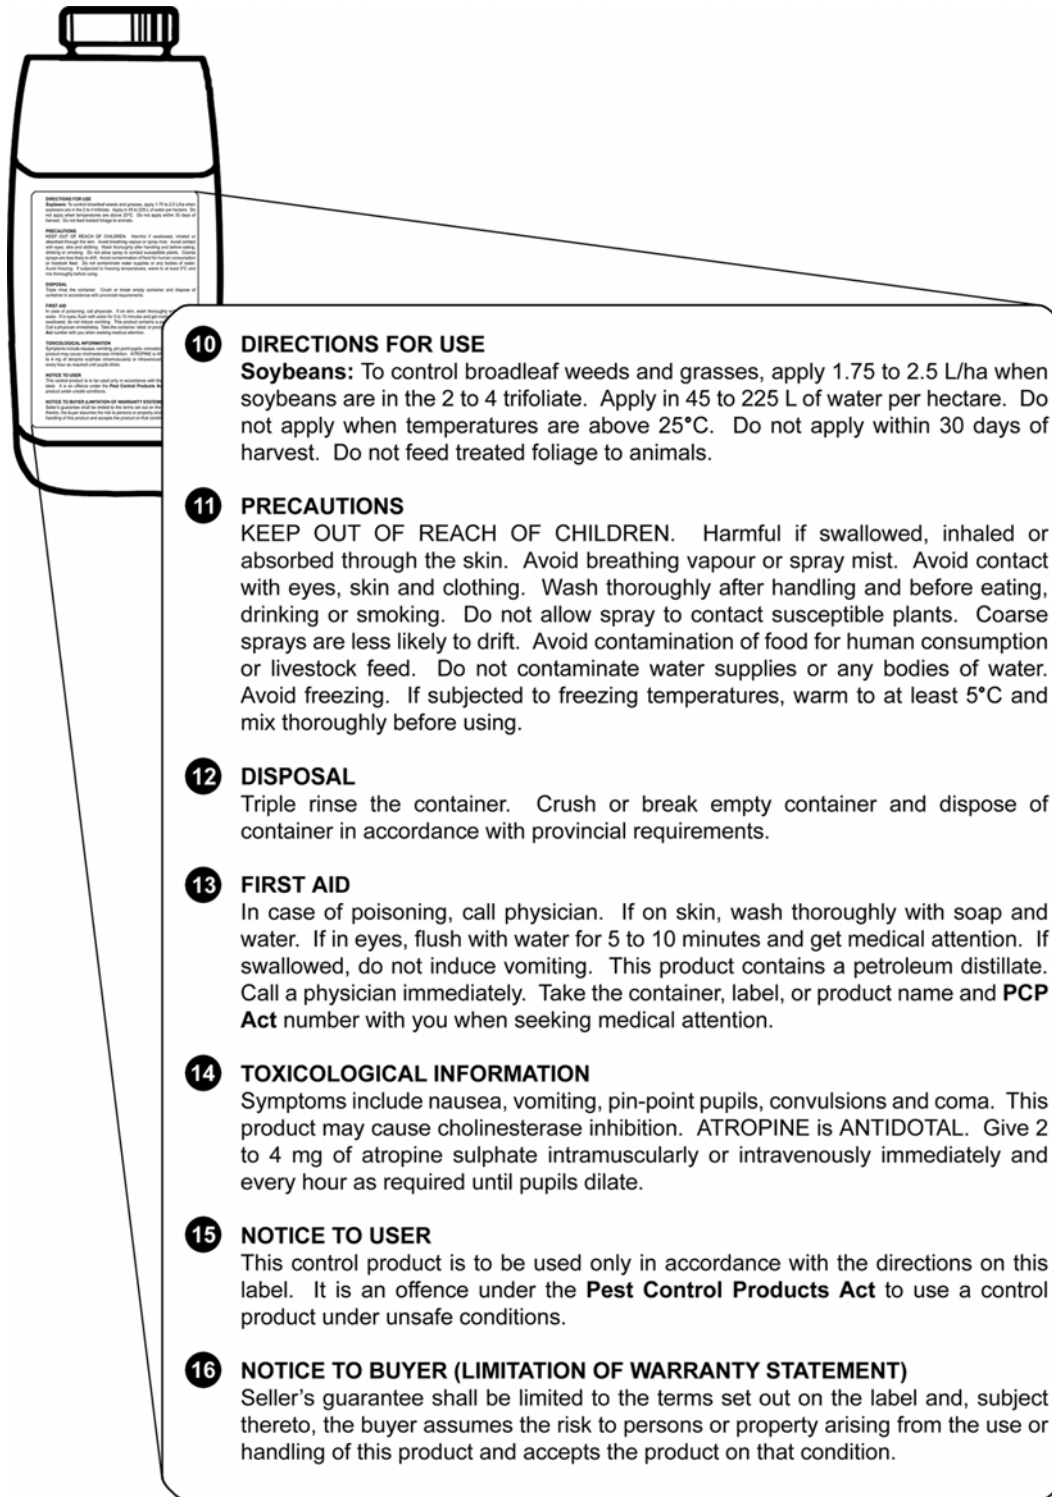 10 DIRECTIONS FOR USE
Soybeans: To control broadleaf weeds and grasses, apply 1.75 to 2.5 L/ha when
soybeans are in the 2 to 4 trifoliate. Apply in 45 to 225 L of water per hectare. Do
not apply when temperatures are above 25°C. Do not apply within 30 days of
harvest. Do not feed treated foliage to animals.
11 PRECAUTIONS
KEEP OUT OF REACH OF CHILDREN. Harmful if swallowed, inhaled or
absorbed through the skin. Avoid breathing vapour or spray mist. Avoid contact
with eyes, skin and clothing. Wash thoroughly after handling and before eating,
drinking or smoking. Do not allow spray to contact susceptible plants. Coarse
sprays are less likely to drift. Avoid contamination of food for human consumption
or livestock feed. Do not contaminate water supplies or any bodies of water.
Avoid freezing. If subjected to freezing temperatures, warm to at least 5°C and
mix thoroughly before using.
12 DISPOSAL
Triple rinse the container. Crush or break empty container and dispose of
container in accordance with provincial requirements.
13 FIRST AID
In case of poisoning, call physician. If on skin, wash thoroughly with soap and
water. If in eyes, flush with water for 5 to 10 minutes and get medical attention. If
swallowed, do not induce vomiting. This product contains a petroleum distillate.
Call a physician immediately. Take the container, label, or product name and PCP
Act number with you when seeking medical attention.
14 TOXICOLOGICAL INFORMATION
Symptoms include nausea, vomiting, pin-point pupils, convulsions and coma. This
product may cause cholinesterase inhibition. ATROPINE is ANTIDOTAL. Give 2
to 4 mg of atropine sulphate intramuscularly or intravenously immediately and
every hour as required until pupils dilate.
15 NOTICE TO USER
This control product is to be used only in accordance with the directions on this
label. It is an offence under the Pest Control Products Act to use a control
product under unsafe conditions.
16 NOTICE TO BUYER (LIMITATION OF WARRANTY STATEMENT)
Seller's guarantee shall be limited to the terms set out on the label and, subject
thereto, the buyer assumes the risk to persons or property arising from the use or
handling of this product and accepts the product on that condition.